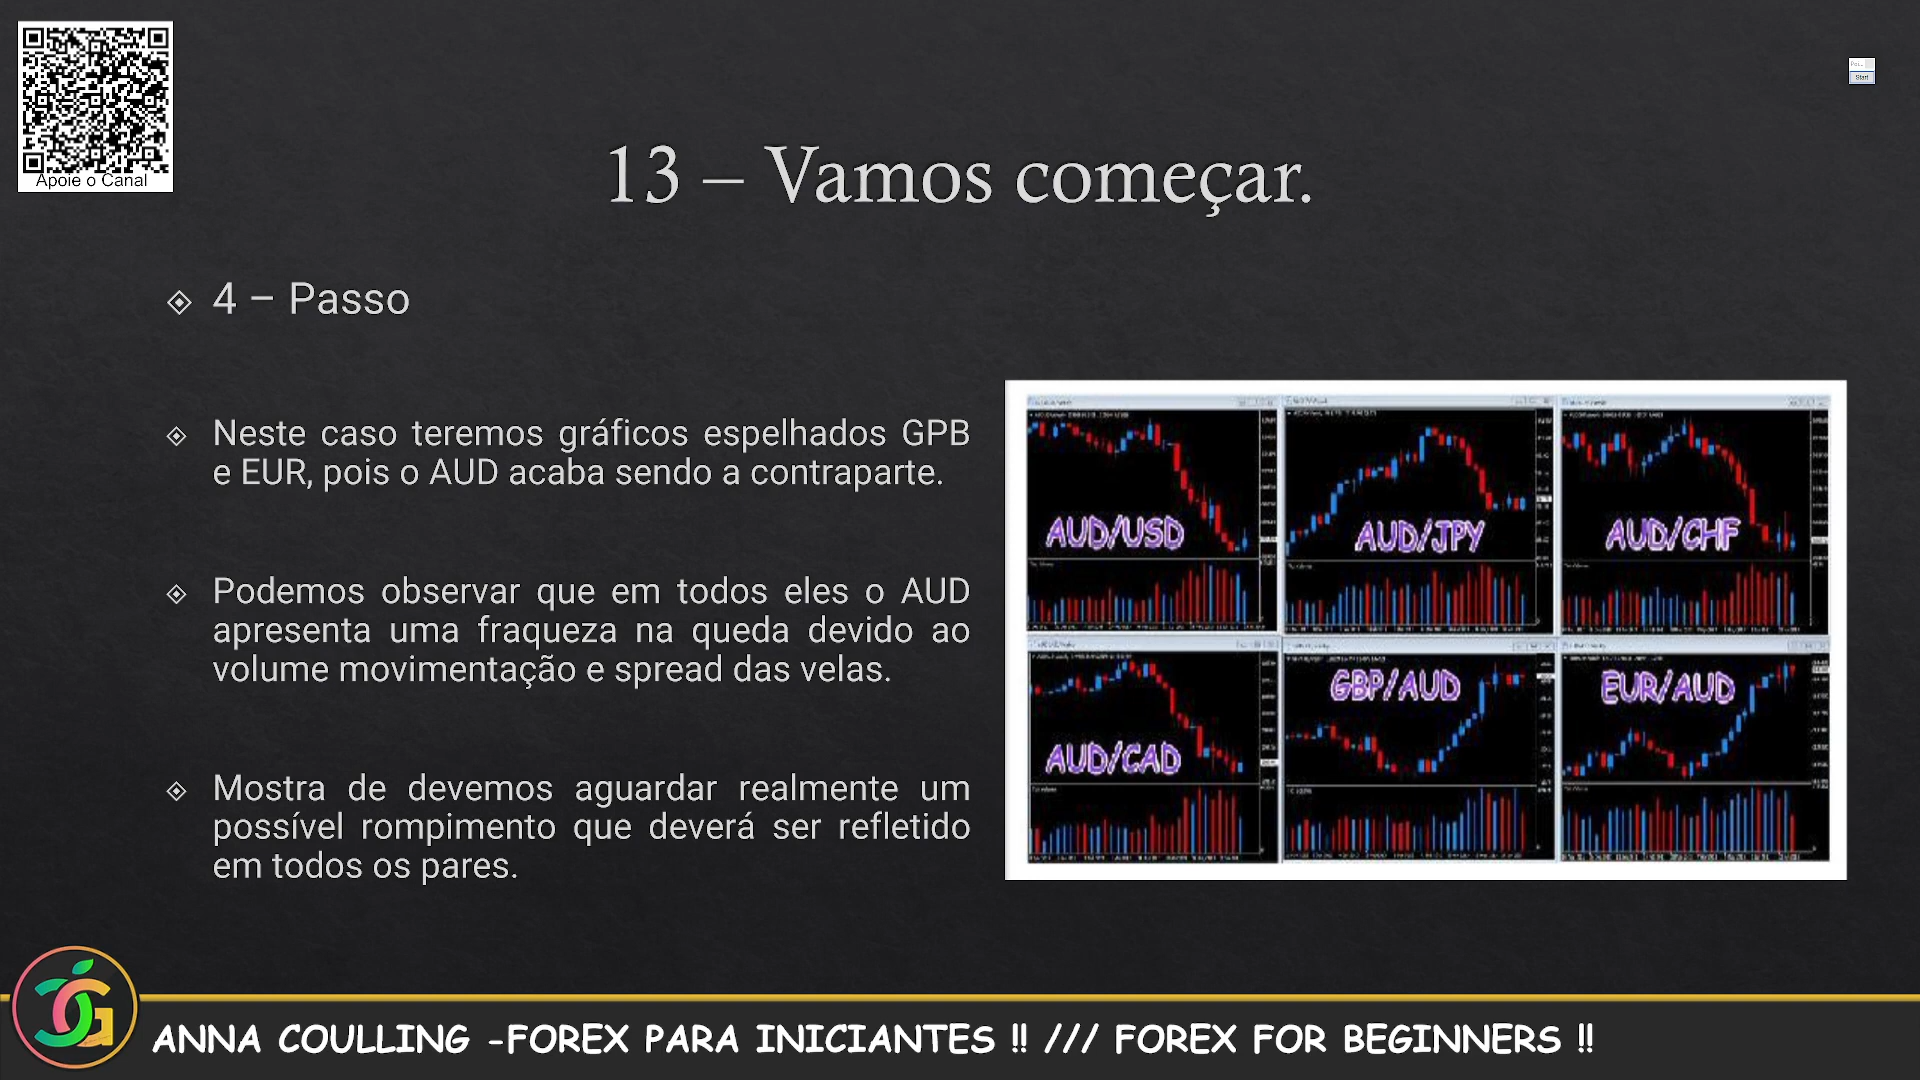 Apoie o Canal
Start
13 – Vamos começar.
4 – Passo
Neste caso teremos gráficos espelhados GPB
e EUR, pois o AUD acaba sendo a contraparte.
Podemos observar que em todos eles o AUD
apresenta uma fraqueza na queda devido ao
volume movimentação e spread das velas.
Mostra de devemos aguardar realmente um
possível rompimento que deverá ser refletido
em todos os pares.
AUD/USD
AUD/JPY
AUD/CHF
AUD/CAD
GBP/AUD
EUR/AUD
ANNA COULLING -FOREX PARA INICIANTES !! /// FOREX FOR BEGINNERS !!